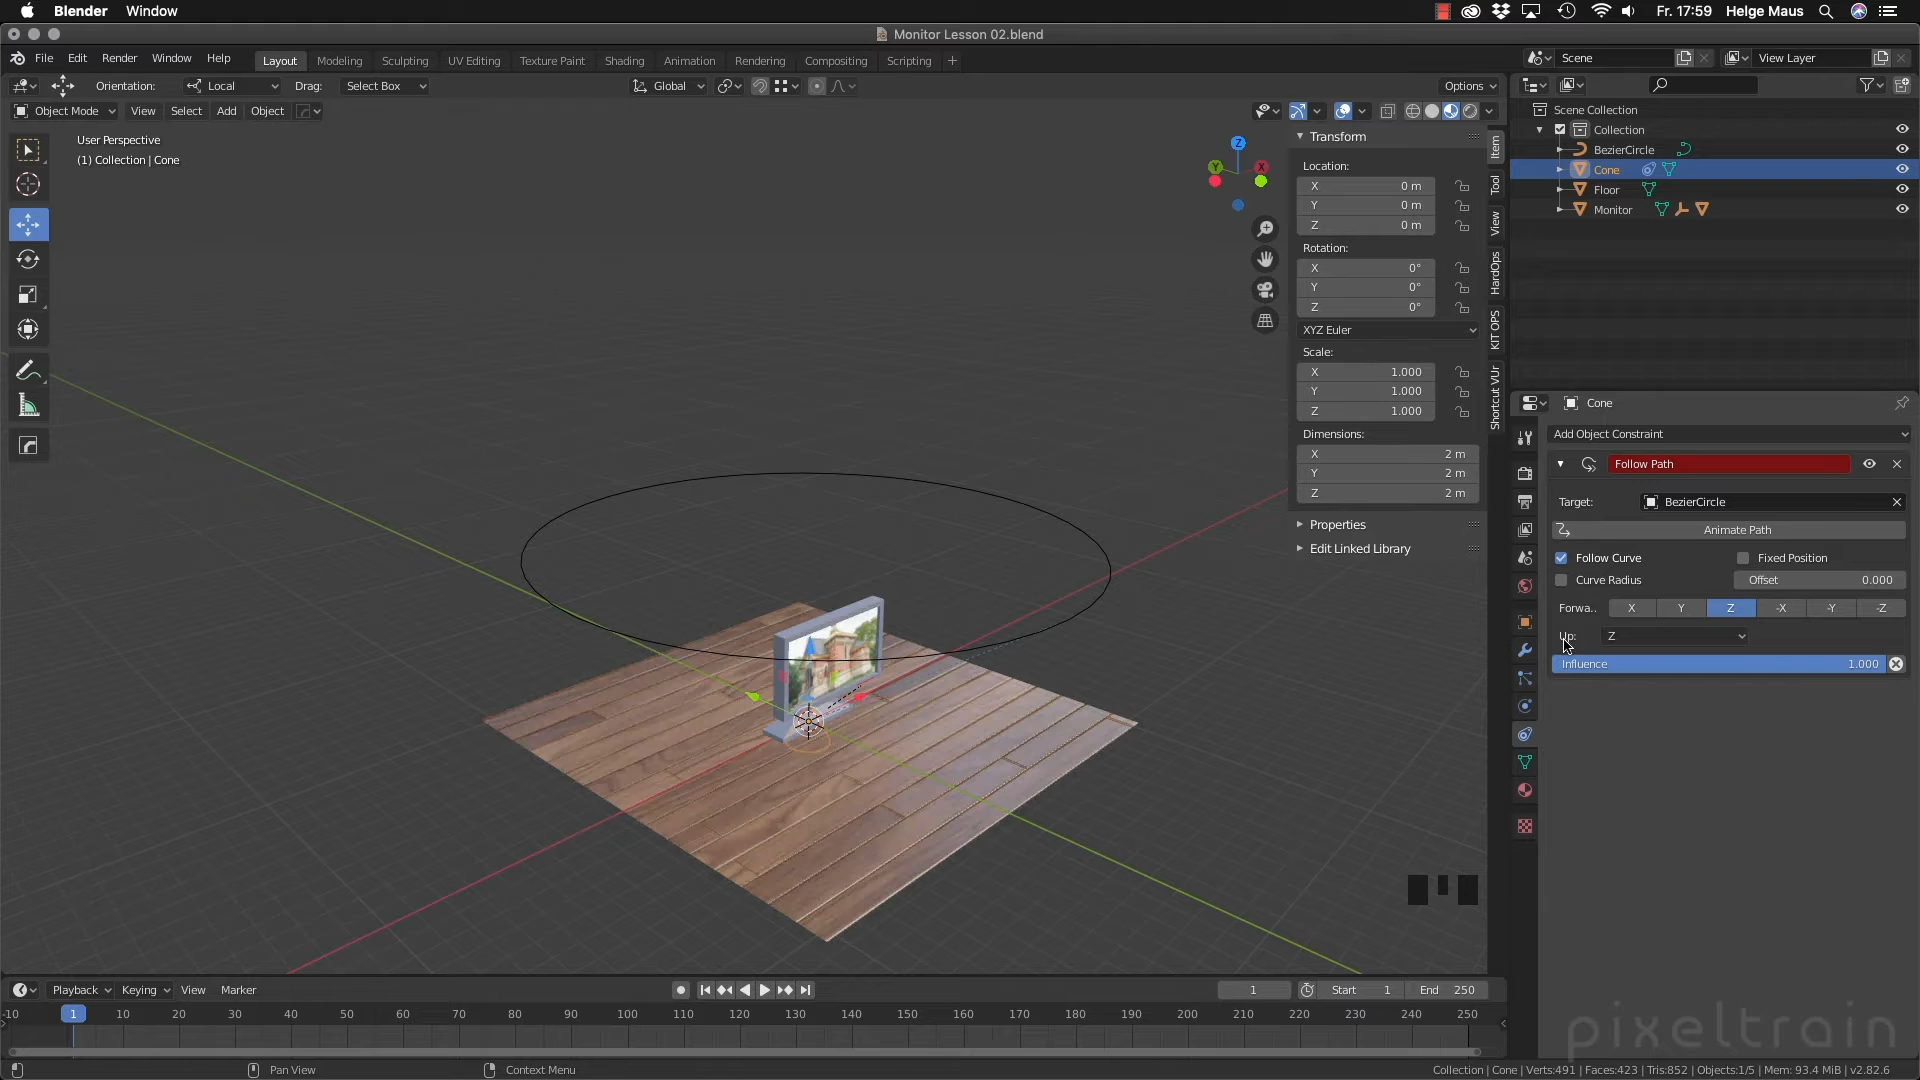 Blender Window Fr. 17:59 Helge Maus
Monitor Lesson 02.blend
File Edit Render Window Help Layout Modeling Sculpting UV Editing Texture Paint Shading Animation Rendering Compositing Scripting + Scene View Layer
Orientation: Local Drag: Select Box Global Options
Object Mode View Select Add Object
User Perspective
(1) Collection | Cone
Z
Y
X
Transform
Location:
X 0 m
Y 0 m
Z 0 m
Rotation:
X 0°
Y 0°
Z 0°
XYZ Euler
Scale:
X 1.000
Y 1.000
Z 1.000
Dimensions:
X 2 m
Y 2 m
Z 2 m
Properties
Edit Linked Library
Item
Tool
View
HardOps
KIT OPS
Shortcut VUr
Scene Collection
Collection
BezierCircle
Cone
Floor
Monitor
Cone
Add Object Constraint
Follow Path
Target: BezierCircle
Animate Path
Follow Curve Fixed Position
Curve Radius Offset 0.000
Forwa.. X Y Z -X -Y -Z
Up: Z
Influence 1.000
Playback Keying View Marker 1 Start 1 End 250
-10 1 10 20 30 40 50 60 70 80 90 100 110 120 130 140 150 160 170 180 190 200 210 220 230 240 250
pixeltrain
Pan View Context Menu Collection | Cone | Verts:491 | Faces:423 | Tris:852 | Objects:1/5 | Mem: 93.4 MiB | v2.82.6